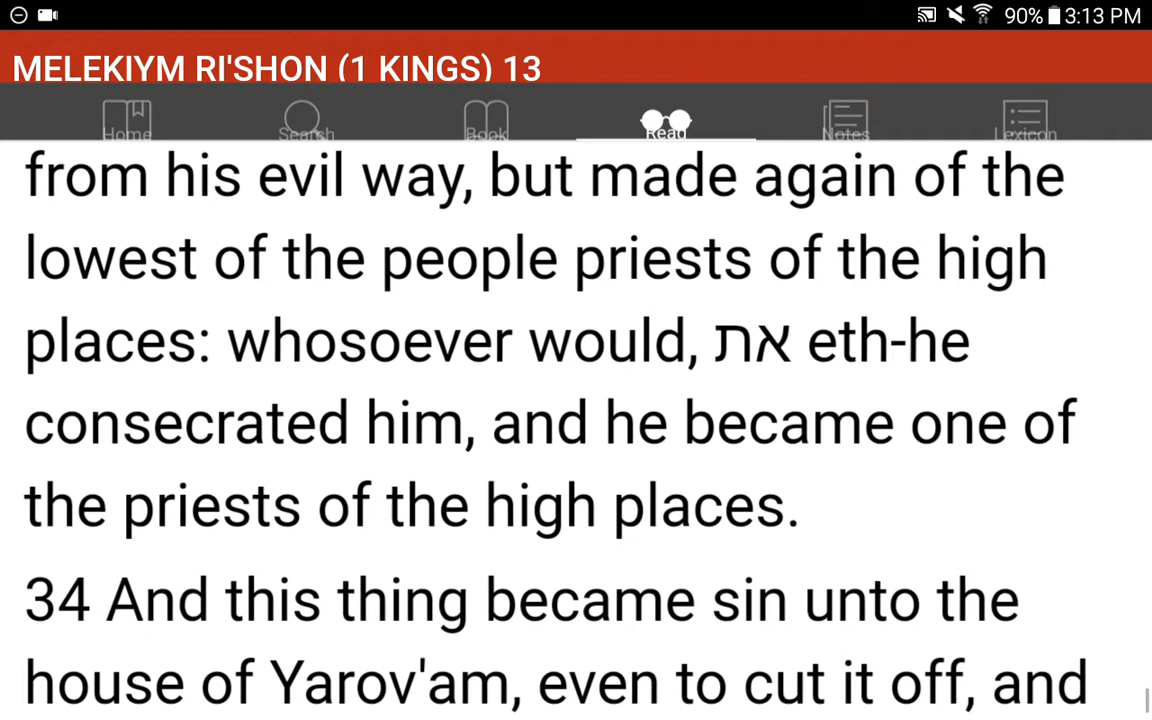 90% 3:13 PM
MELEKIYM RI'SHON (1 KINGS) 13
Home Search Book Read Notes Lexicon
from his evil way, but made again of the
lowest of the people priests of the high
places: whosoever would, את eth-he
consecrated him, and he became one of
the priests of the high places.
34 And this thing became sin unto the
house of Yarov'am, even to cut it off, and